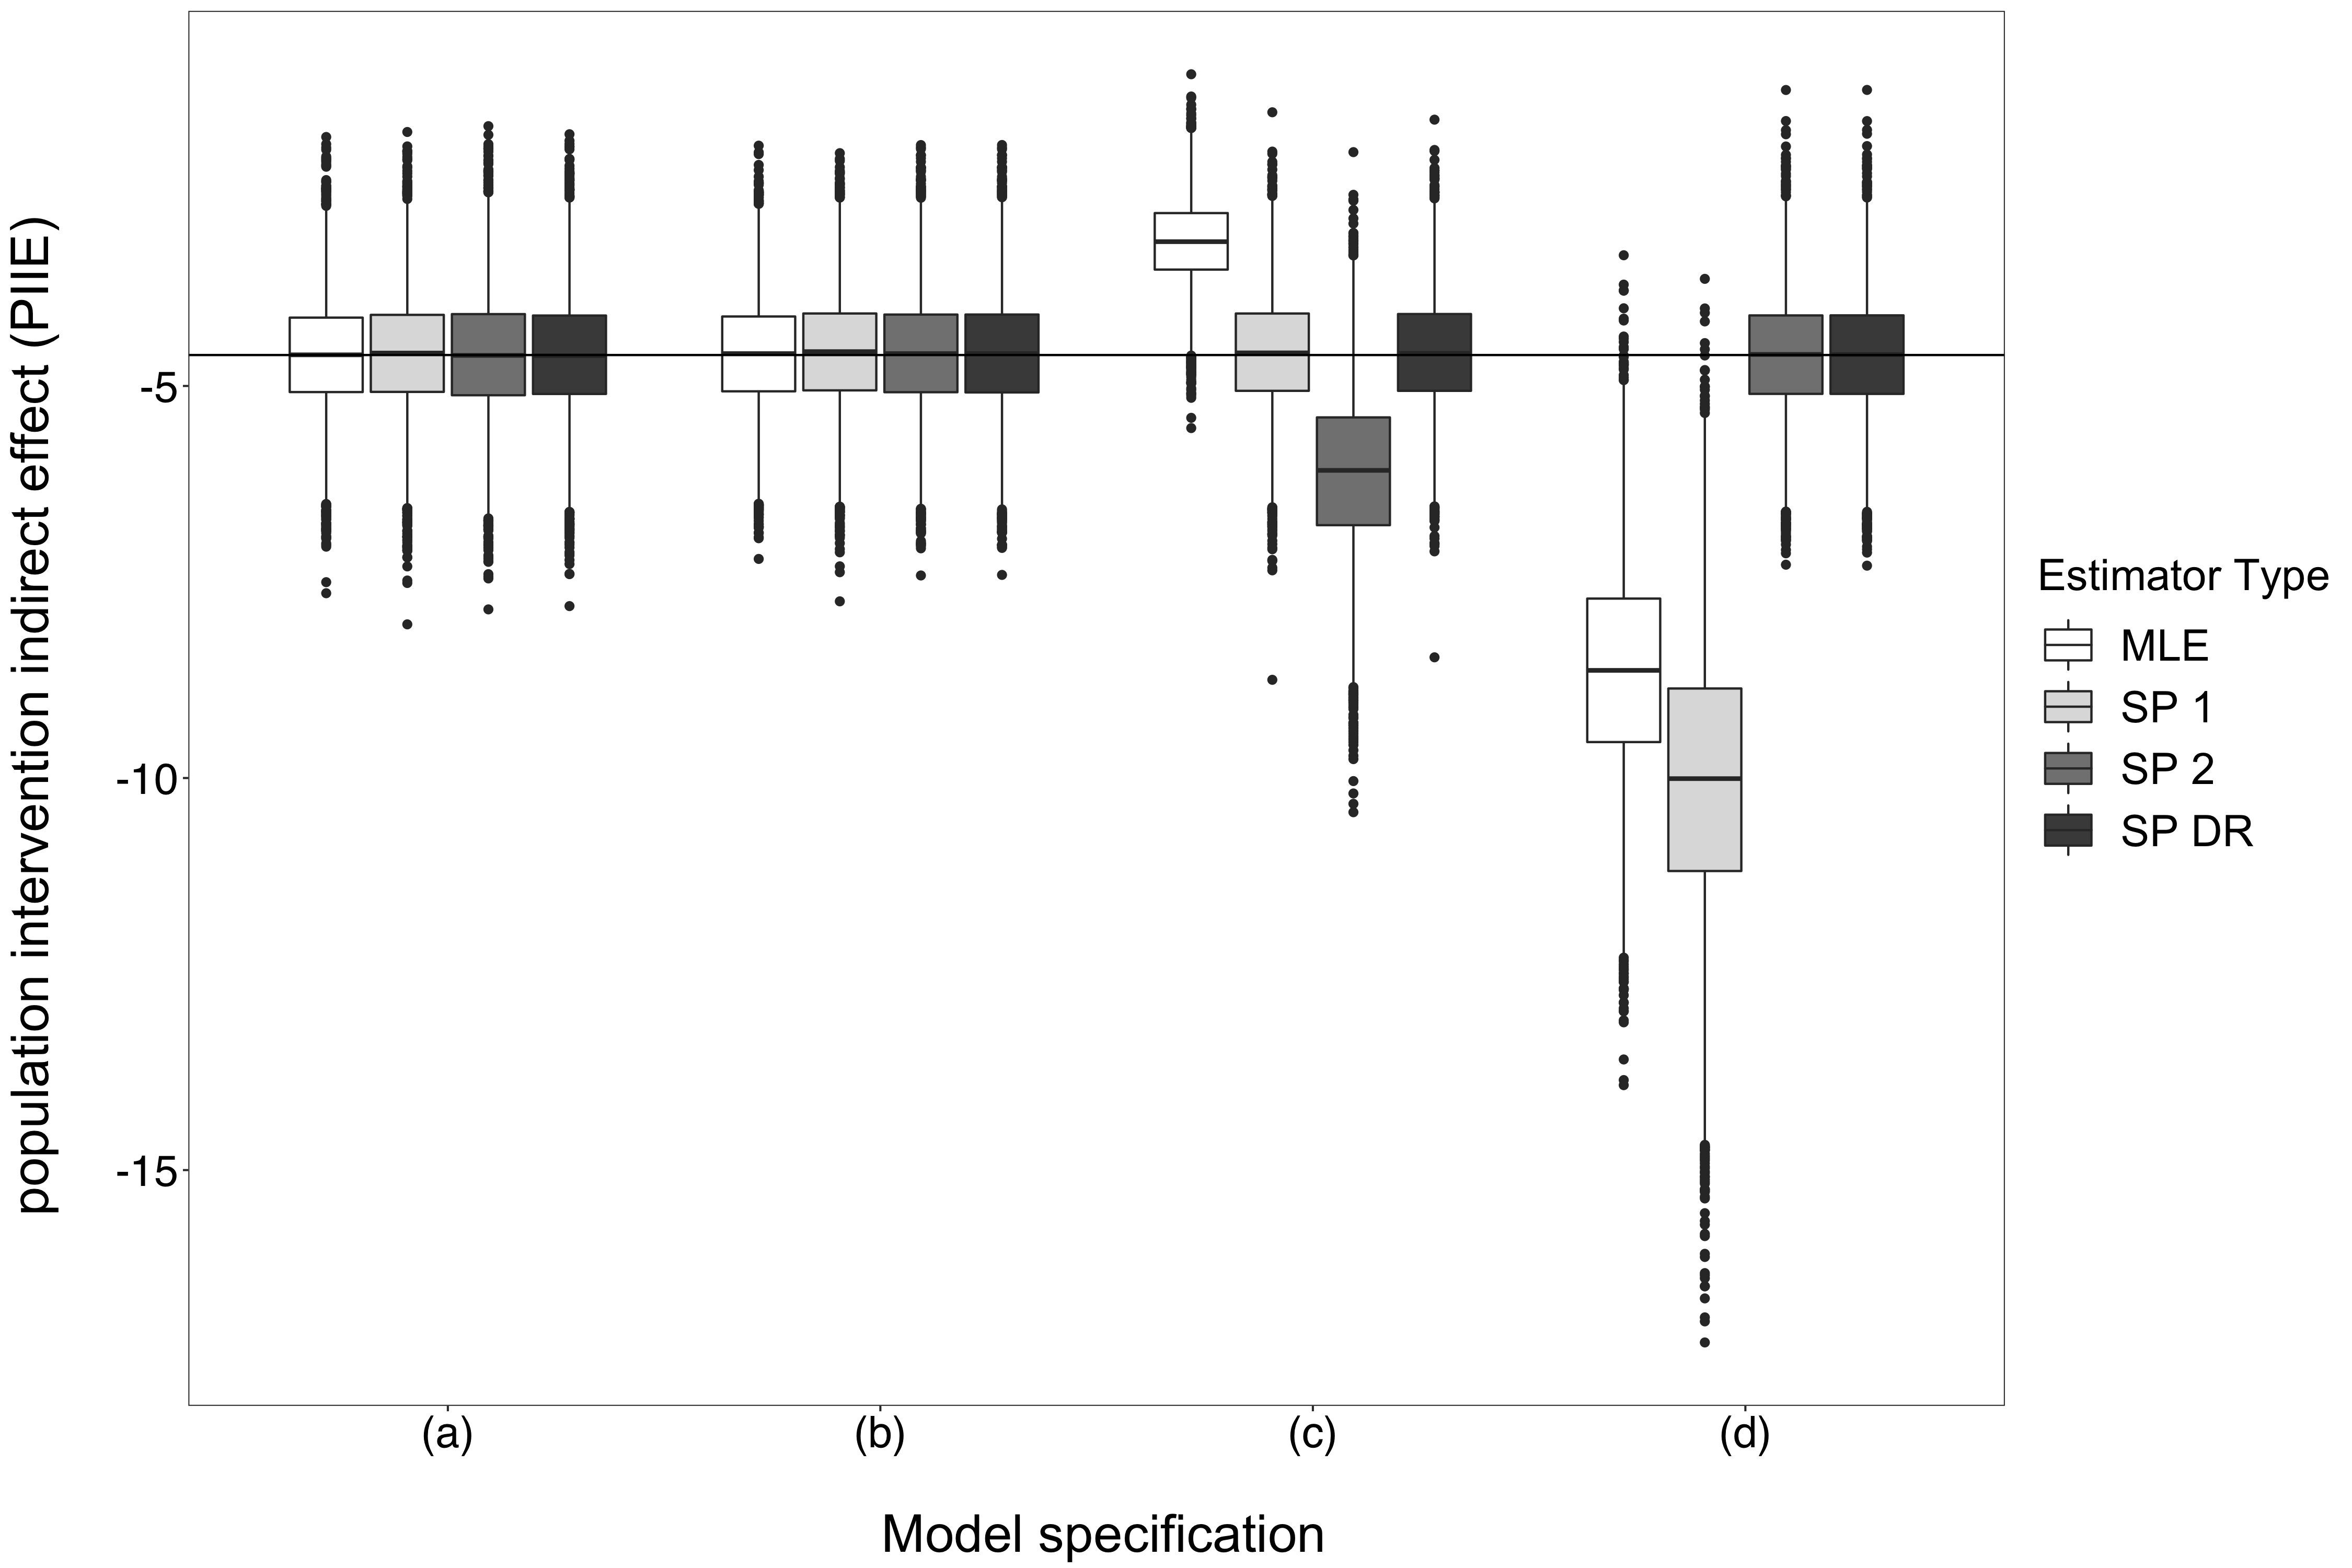 population intervention indirect effect (PIIE)
-5
-10
-15
(a)
(b)
(c)
(d)
Model specification
Estimator Type
MLE
SP 1
SP 2
SP DR